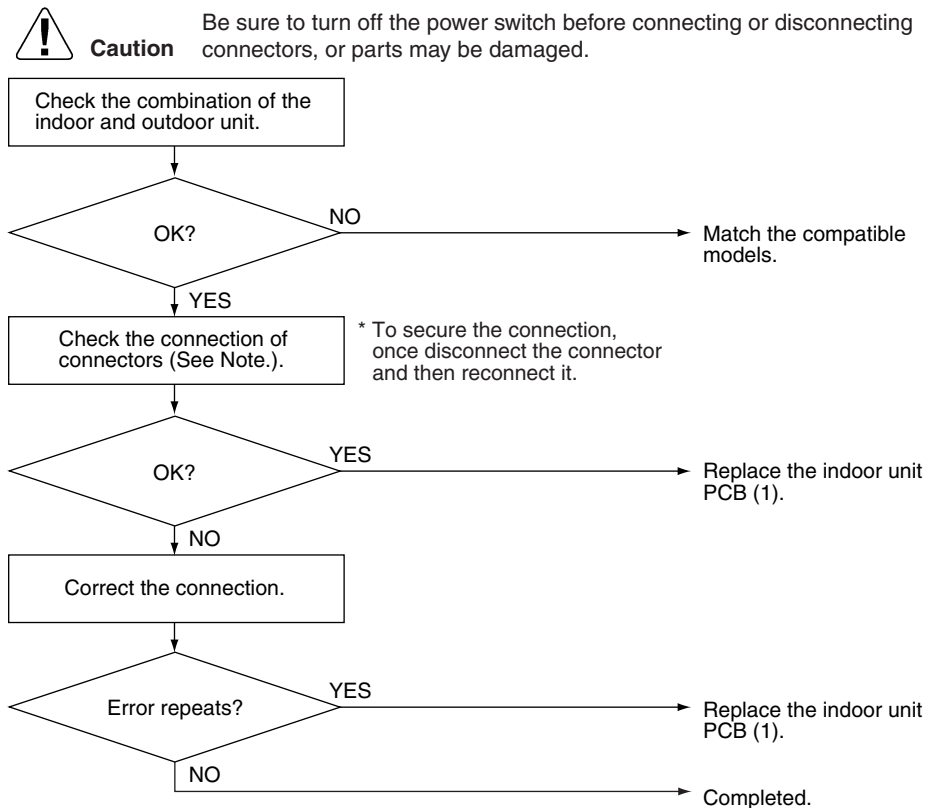 Be sure to turn off the power switch before connecting or disconnecting
Caution connectors, or parts may be damaged.
Check the combination of the
indoor and outdoor unit.
OK?
NO
Match the compatible
models.
YES
Check the connection of
connectors (See Note.).
* To secure the connection,
once disconnect the connector
and then reconnect it.
OK?
YES
Replace the indoor unit
PCB (1).
NO
Correct the connection.
Error repeats?
YES
Replace the indoor unit
PCB (1).
NO
Completed.